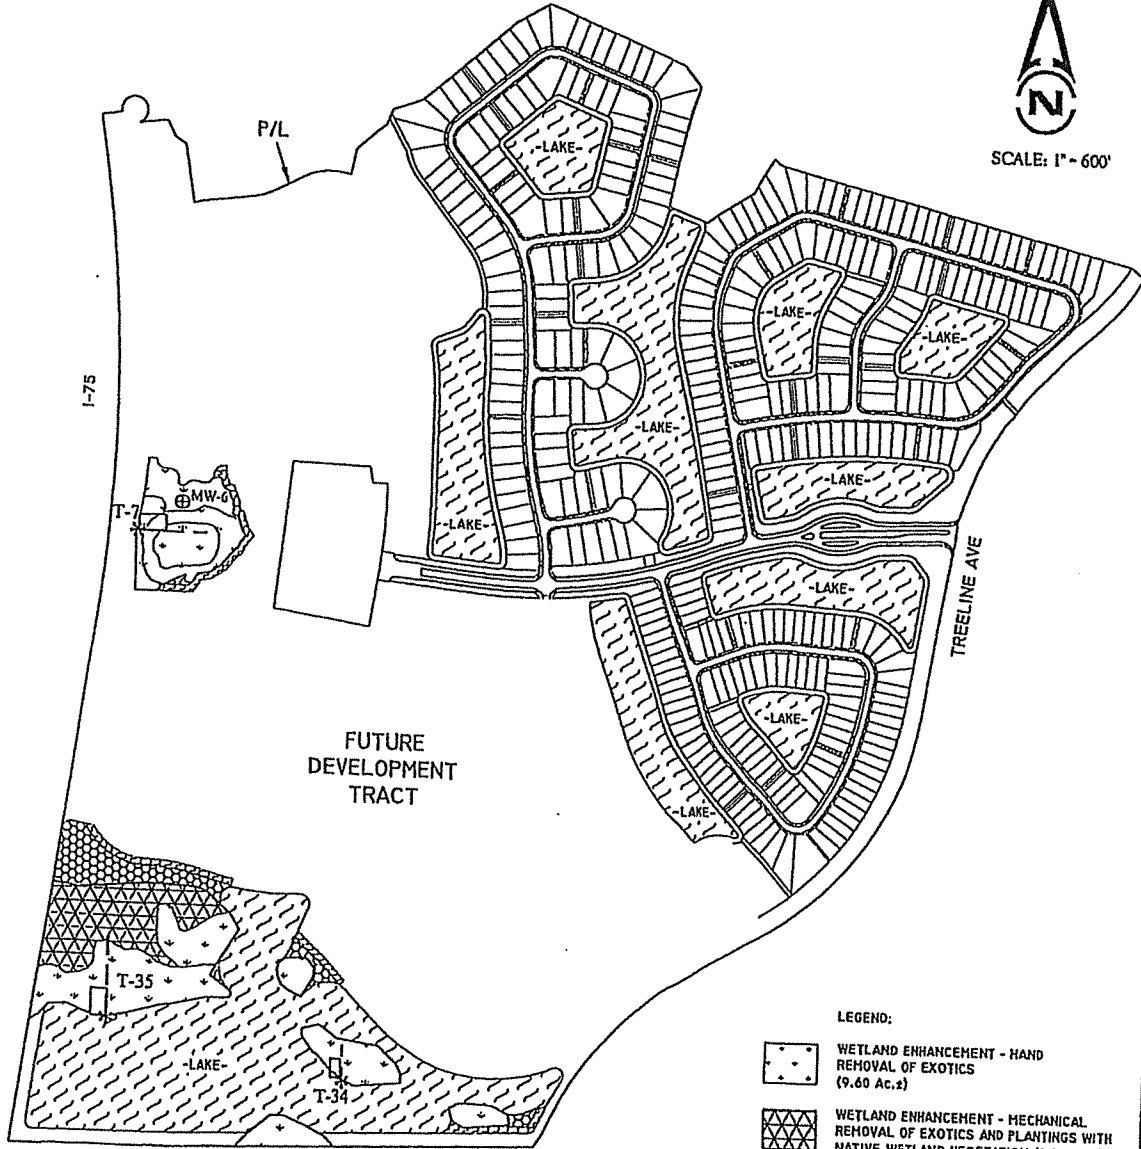 P/L
N
SCALE: 1" ~ 600'
-LAKE-
-LAKE-
-LAKE-
I-75
-LAKE-
-LAKE-
-LAKE-
MW-6
T-7
TREELINE AVE
-LAKE-
-LAKE-
FUTURE
DEVELOPMENT
TRACT
-LAKE-
T-35
-LAKE-
T-34
LEGEND:
WETLAND ENHANCEMENT - HAND
REMOVAL OF EXOTICS
(9.60 Ac.±)
WETLAND ENHANCEMENT - MECHANICAL
REMOVAL OF EXOTICS AND PLANTINGS WITH
NATIVE WETLAND VEGETATION